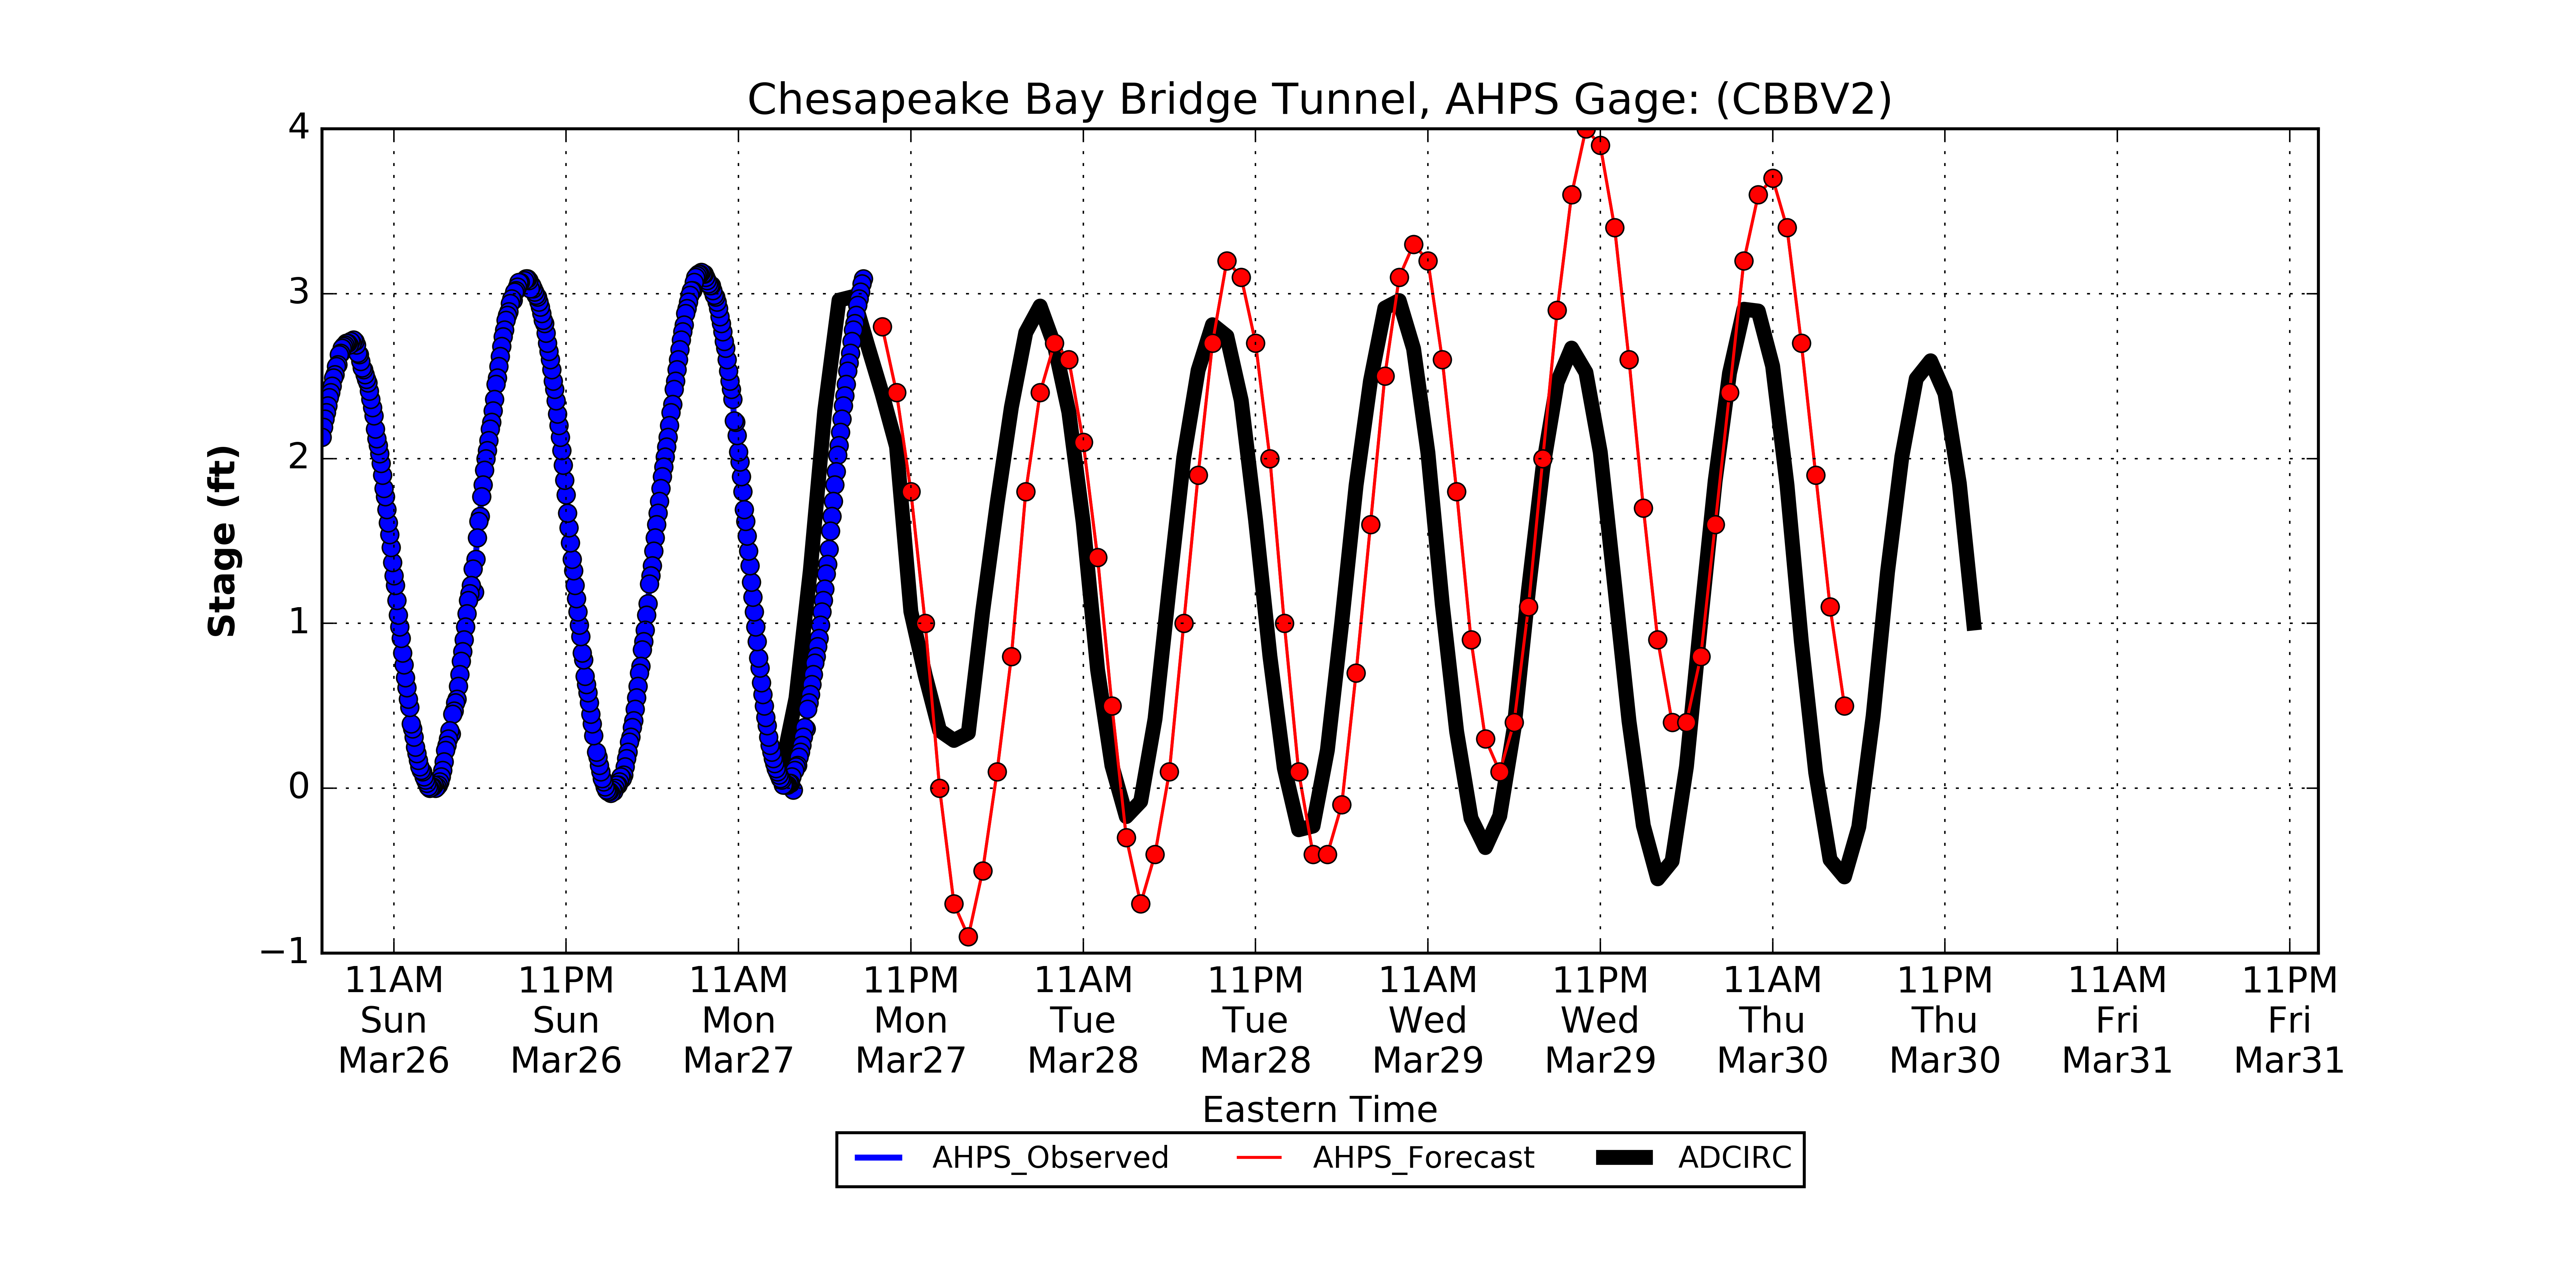 Chesapeake Bay Bridge Tunnel, AHPS Gage: (CBBV2)
4
3
2
1
0
−1
Stage (ft)
11AM 11PM 11AM 11PM 11AM 11PM 11AM 11PM 11AM 11PM 11AM 11PM
Sun Sun Mon Mon Tue Tue Wed Wed Thu Thu Fri Fri
Mar26 Mar26 Mar27 Mar27 Mar28 Mar28 Mar29 Mar29 Mar30 Mar30 Mar31 Mar31
Eastern Time
AHPS_Observed AHPS_Forecast ADCIRC